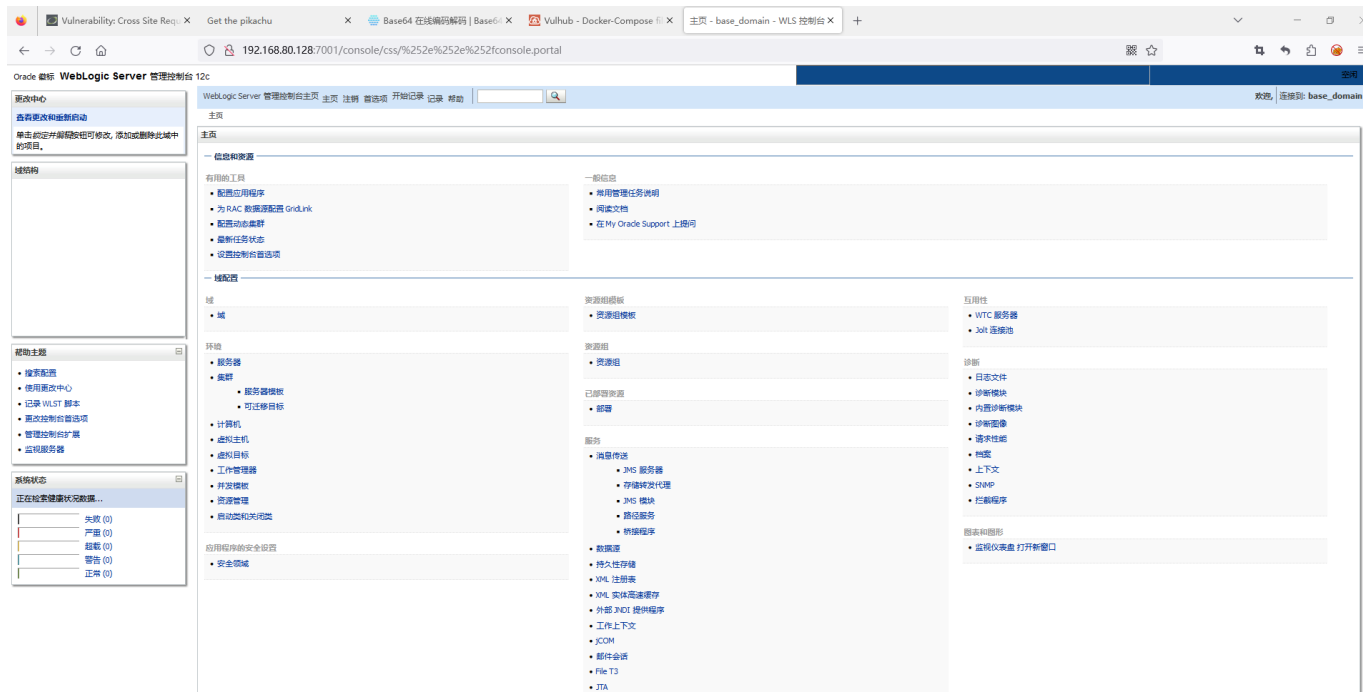 Vulnerability: Cross Site Requ
Get the pikachu
Base64 在线编码解码 | Base64
Vulhub - Docker-Compose fil
主页 - base_domain - WLS 控制台
192.168.80.128:7001/console/css/%252e%252e%252fconsole.portal
Oracle 徽标 WebLogic Server 管理控制台 12c
空闲
更改中心
查看更改和重新启动
单击锁定并编辑按钮可修改, 添加或删除此域中
的项目。
域结构
帮助主题
搜索配置
使用更改中心
记录 WLST 脚本
更改控制台首选项
管理控制台扩展
监视服务器
系统状态
正在检索健康状况数据...
失败 (0)
严重 (0)
超载 (0)
警告 (0)
正常 (0)
WebLogic Server 管理控制台主页 主页 注销 首选项 开始记录 记录 帮助
欢迎, 连接到: base_domain
主页
主页
信息和资源
有用的工具
配置应用程序
为 RAC 数据源配置 GridLink
配置动态集群
最新任务状态
设置控制台首选项
一般信息
常用管理任务说明
阅读文档
在 My Oracle Support 上提问
域配置
域
域
环境
服务器
集群
服务器模板
可迁移目标
计算机
虚拟主机
虚拟目标
工作管理器
并发模板
资源管理
启动类和关闭类
应用程序的安全设置
安全领域
资源组模板
资源组模板
资源组
资源组
已部署资源
部署
服务
消息传送
JMS 服务器
存储转发代理
JMS 模块
路径服务
桥接程序
数据源
持久性存储
XML 注册表
XML 实体高速缓存
外部 JNDI 提供程序
工作上下文
jCOM
邮件会话
File T3
JTA
互用性
WTC 服务器
Jolt 连接池
诊断
日志文件
诊断模块
内置诊断模块
诊断图像
请求性能
档案
上下文
SNMP
拦截程序
图表和图形
监视仪表盘 打开新窗口